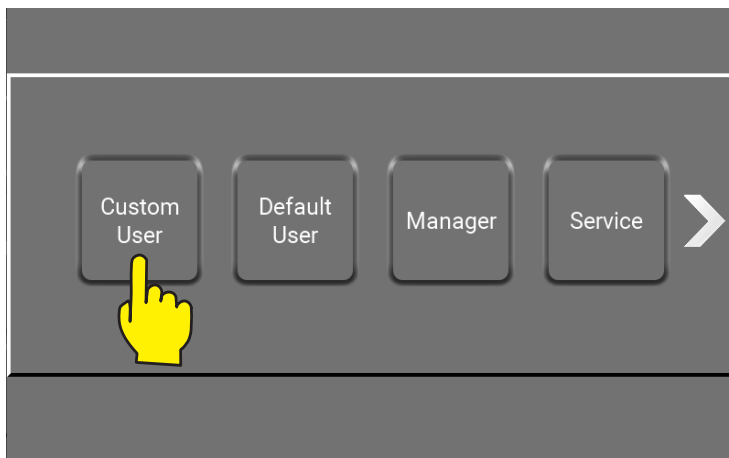 Custom
User
Default
User
Manager
Service